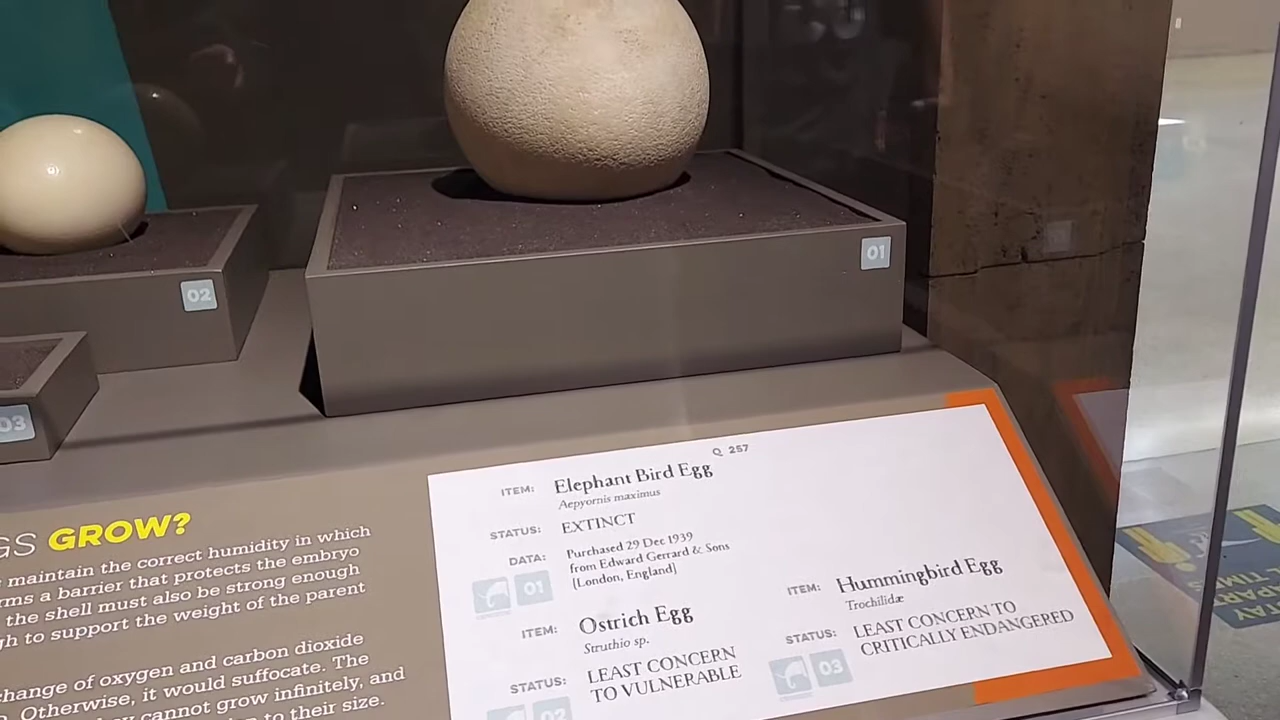 01
02
03
GS GROW?
maintain the correct humidity in which
rms a barrier that protects the embryo
the shell must also be strong enough
gh to support the weight of the parent
change of oxygen and carbon dioxide
Otherwise, it would suffocate. The
cannot grow infinitely, and
to their size.
Q 257
ITEM: Elephant Bird Egg
Aepyornis maximus
STATUS: EXTINCT
DATA: Purchased 29 Dec 1939
from Edward Gerrard & Sons
[London, England]
01
ITEM: Ostrich Egg
Struthio sp.
STATUS: LEAST CONCERN
TO VULNERABLE
02
ITEM: Hummingbird Egg
Trochilidæ
STATUS: LEAST CONCERN TO
CRITICALLY ENDANGERED
03